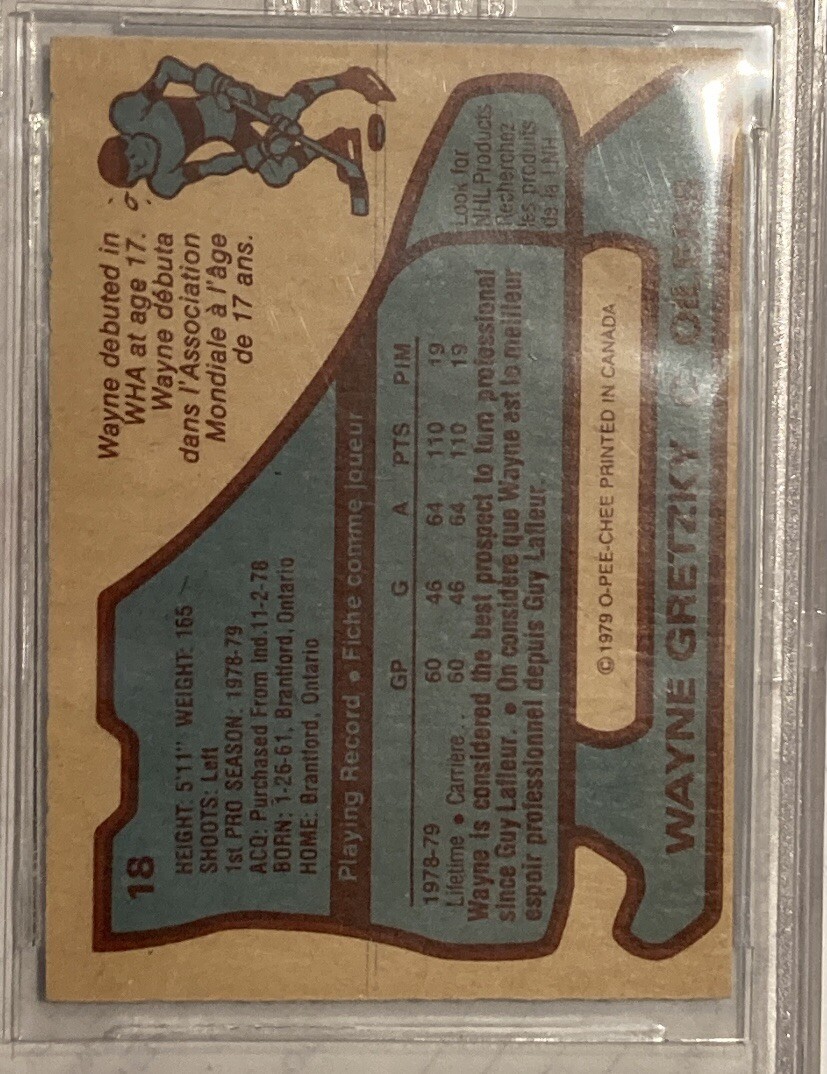 18
HEIGHT: 5'11" WEIGHT: 165
SHOOTS: Left
1st PRO SEASON: 1978-79
ACQ: Purchased From Ind. 11-2-78
BORN: 1-26-61, Brantford, Ontario
HOME: Brantford, Ontario
Wayne debuted in
WHA at age 17.
Wayne débuta
dans l'Association
Mondiale à l'âge
de 17 ans.
Playing Record • Fiche comme joueur
GP G A PTS PIM
1978-79 60 46 64 110 19
Lifetime • Carrière... 60 46 64 110 19
Wayne is considered the best prospect to turn professional
since Guy Lafleur. • On considère que Wayne est le meilleur
espoir professionnel depuis Guy Lafleur.
Look for
NHL Products
Recherchez
les produits
de la LNH
© 1979 O-PEE-CHEE PRINTED IN CANADA
WAYNE GRETZKY C